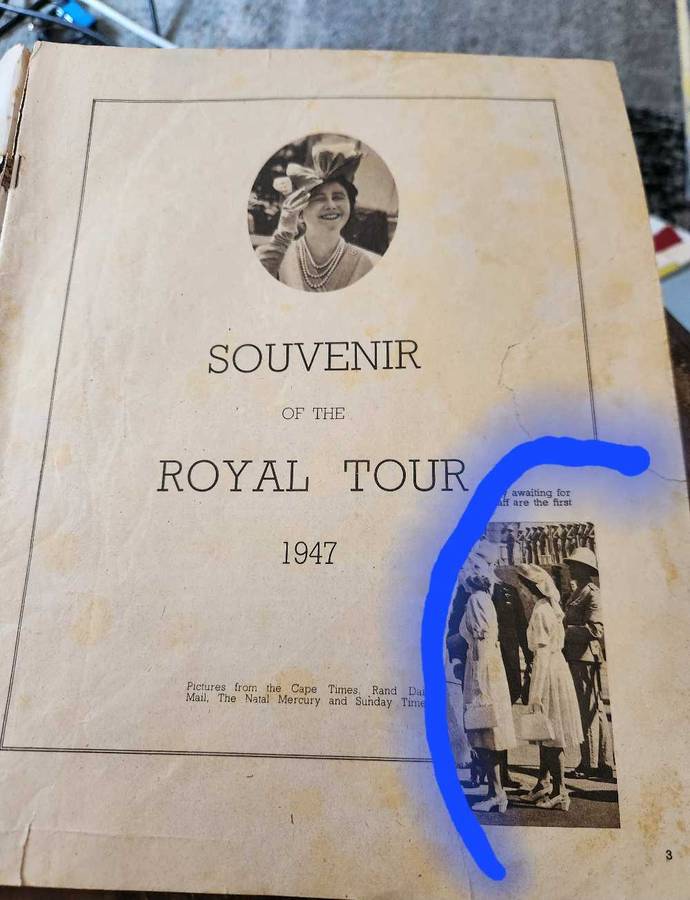 SOUVENIR
OF THE
ROYAL TOUR
1947
awaiting for
are the first
Pictures from the Cape Times, Rand
Mail, The Natal Mercury and Sunday
3